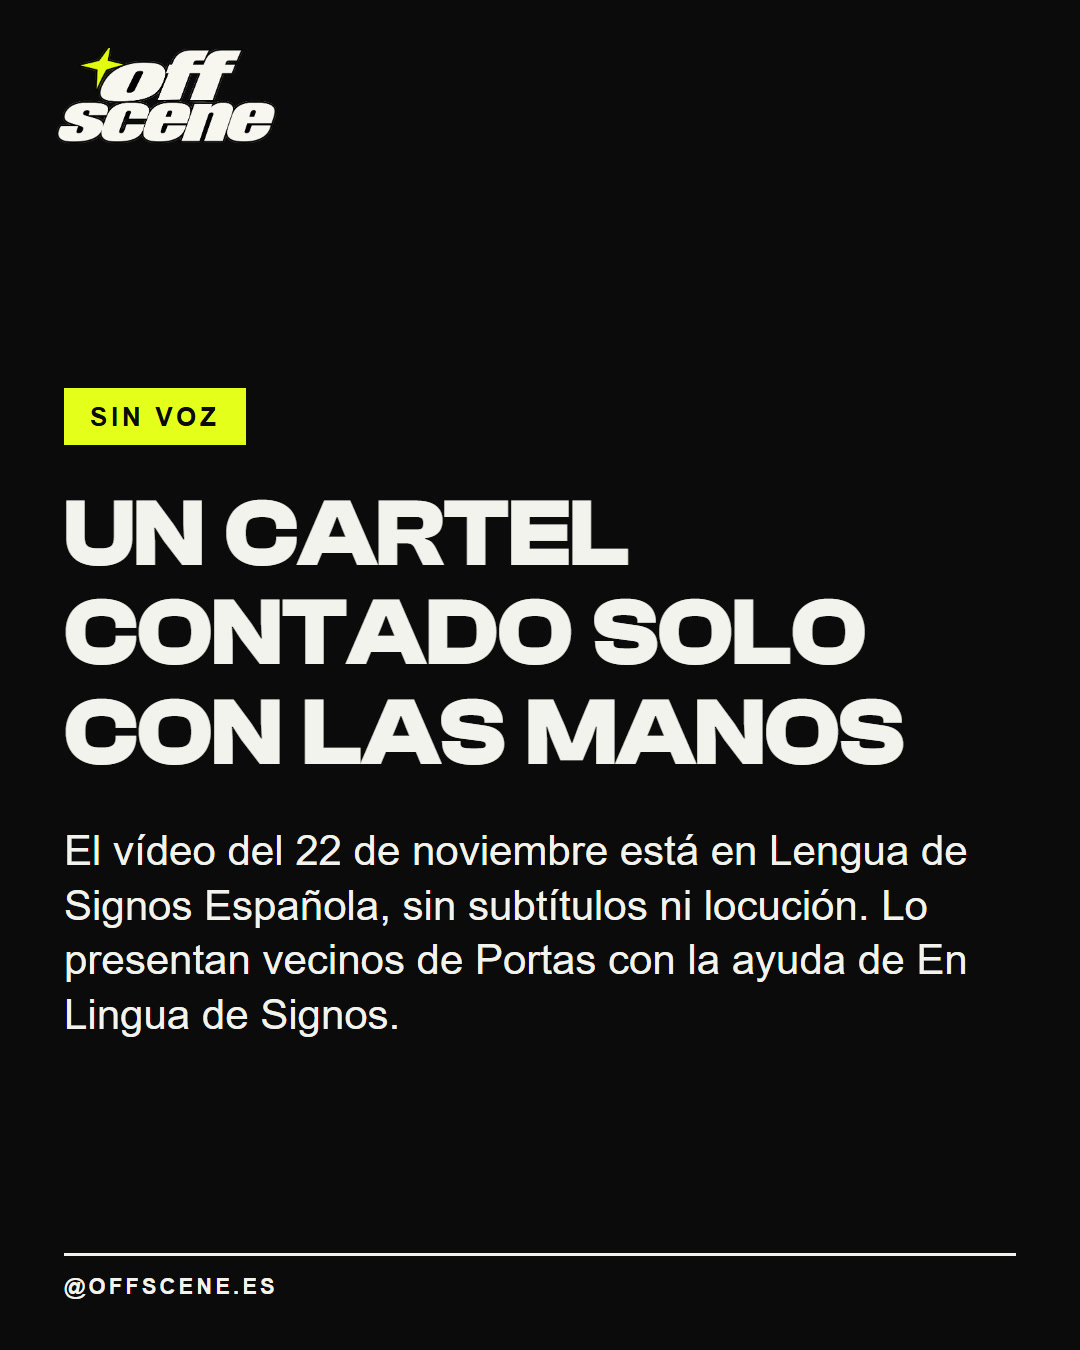 off
scene
SIN VOZ
UN CARTEL
CONTADO SOLO
CON LAS MANOS
El vídeo del 22 de noviembre está en Lengua de
Signos Española, sin subtítulos ni locución. Lo
presentan vecinos de Portas con la ayuda de En
Lingua de Signos.
@OFFSCENE.ES